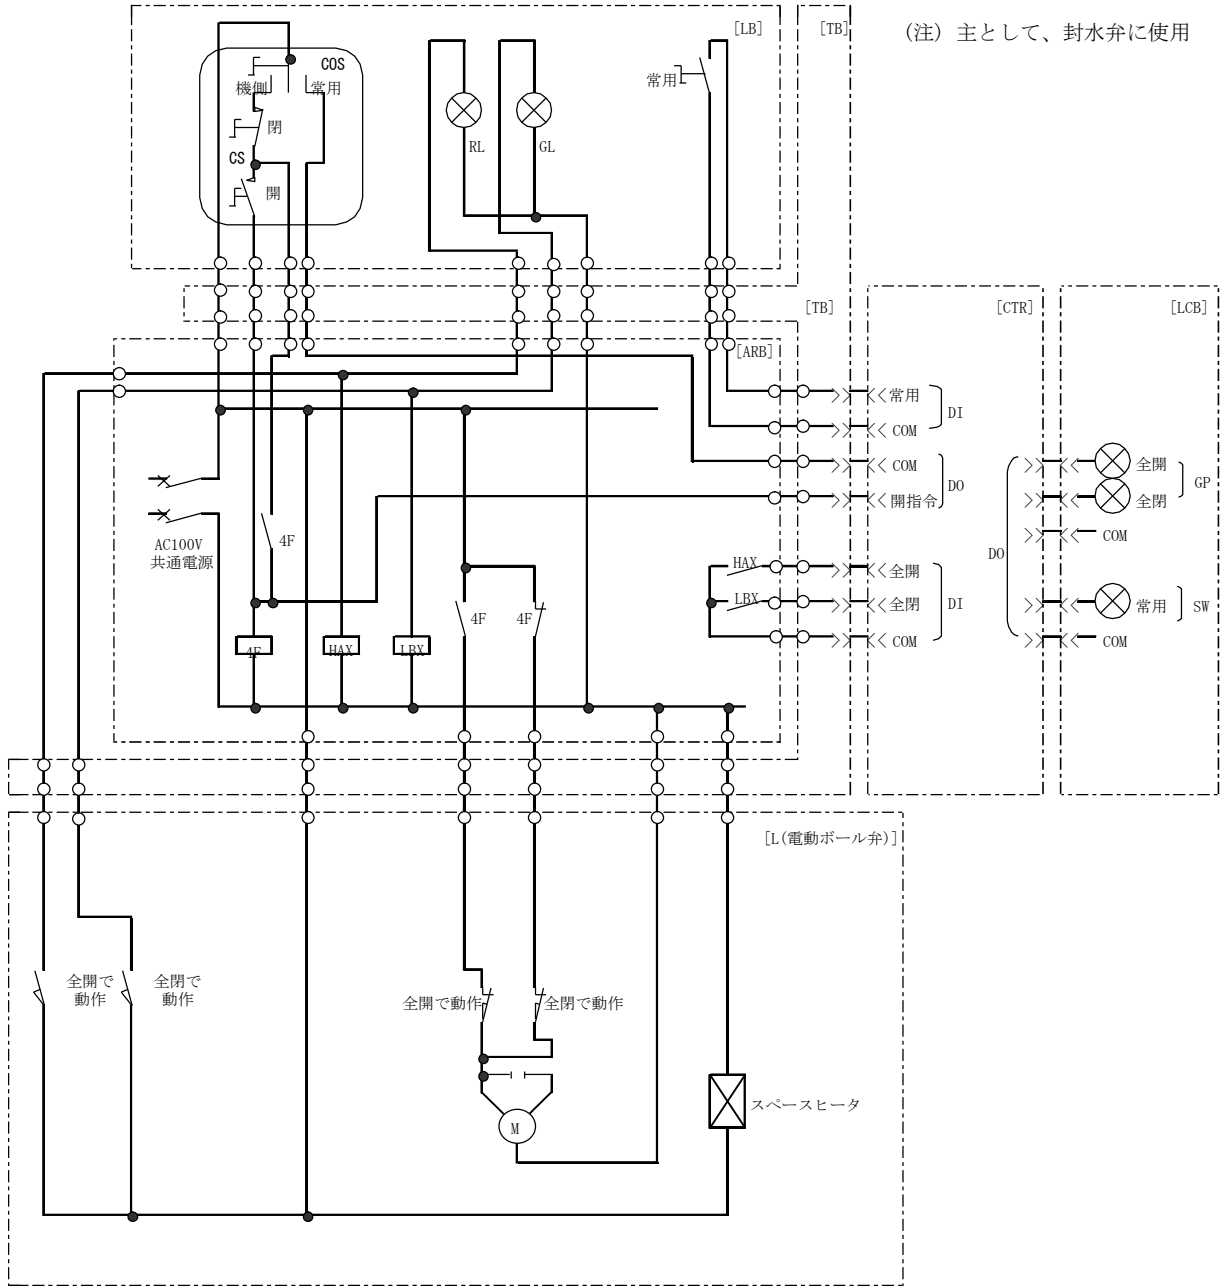 [LB]
[TB]
(注) 主として、封水弁に使用
COS
機側
常用
閉
CS
開
RL
GL
常用
[TB]
[CTR]
[LCB]
[ARB]
常用
DI
COM
COM
DO
開指令
全開
GP
全閉
COM
DO
AC100V
共通電源
4F
HAX
全開
LBX
全閉
DI
COM
全開
常用
SW
COM
4F
4F
4F
HAX
LBX
[L(電動ボール弁)]
全開で
動作
全閉で
動作
全開で動作
全閉で動作
スペースヒータ
M